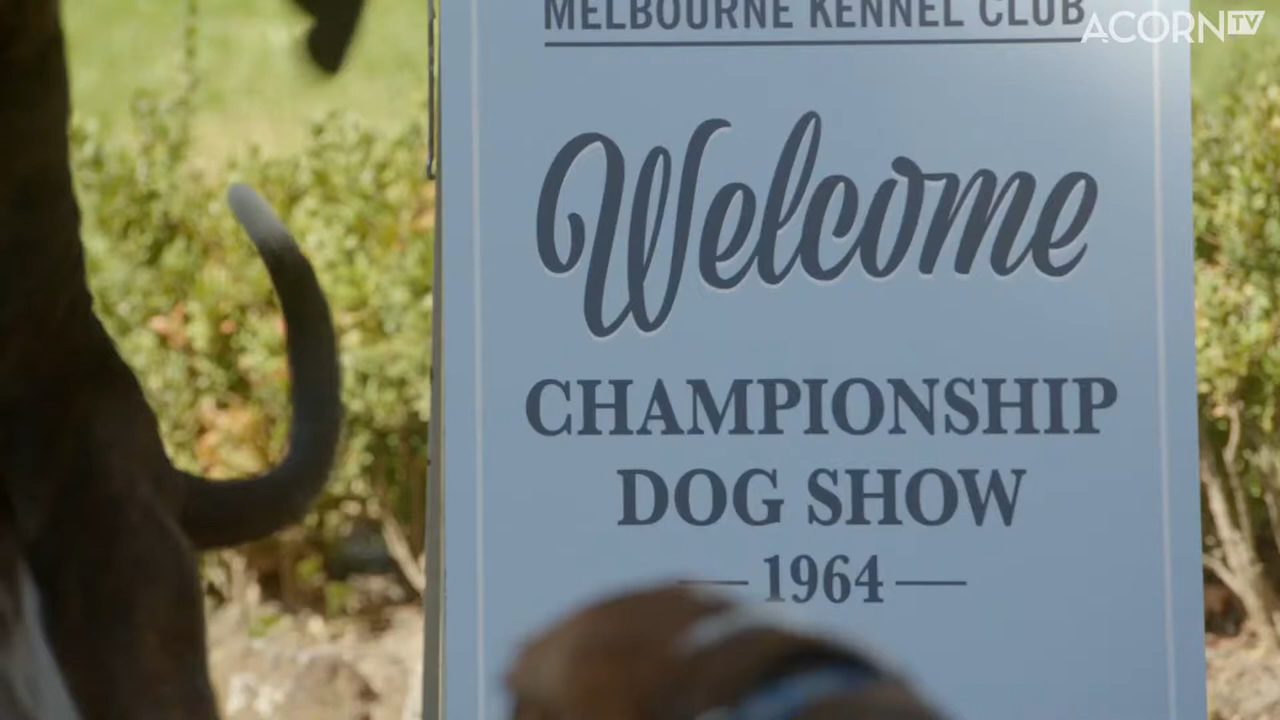 MELBOURNE KENNEL CLUB
ACORN TV
Welcome
CHAMPIONSHIP
DOG SHOW
1964